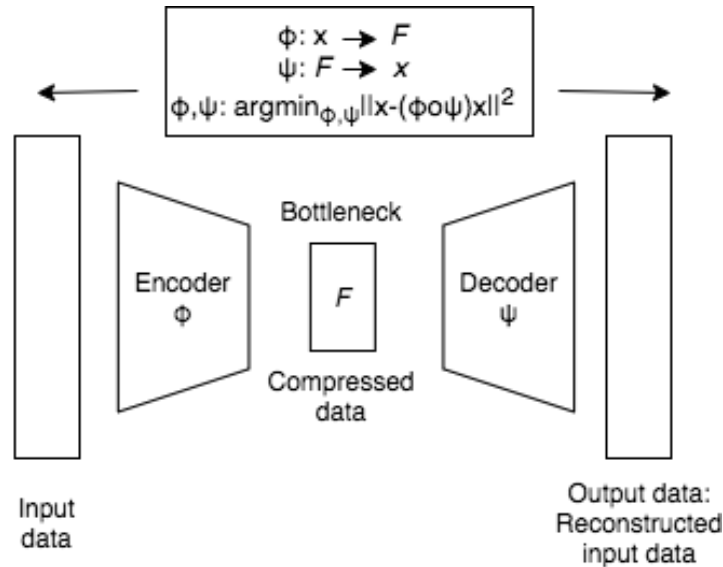 ϕ: x → F
ψ: F → x
ϕ,ψ: argminϕ,ψ||x-(ϕoψ)x||²
Bottleneck
Encoder
ϕ
F
Decoder
ψ
Compressed
data
Input
data
Output data:
Reconstructed
input data